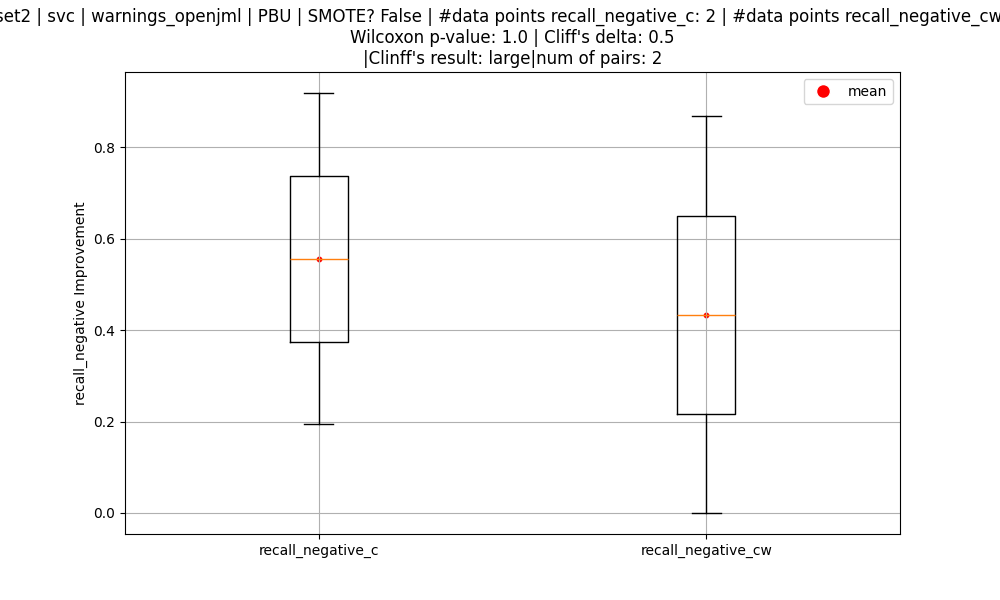 set2 | svc | warnings_openjml | PBU | SMOTE? False | #data points recall_negative_c: 2 | #data points recall_negative_cw
Wilcoxon p-value: 1.0 | Cliff's delta: 0.5
|Clinff's result: large|num of pairs: 2
mean
0.8
0.6
0.4
0.2
0.0
recall_negative Improvement
recall_negative_c
recall_negative_cw